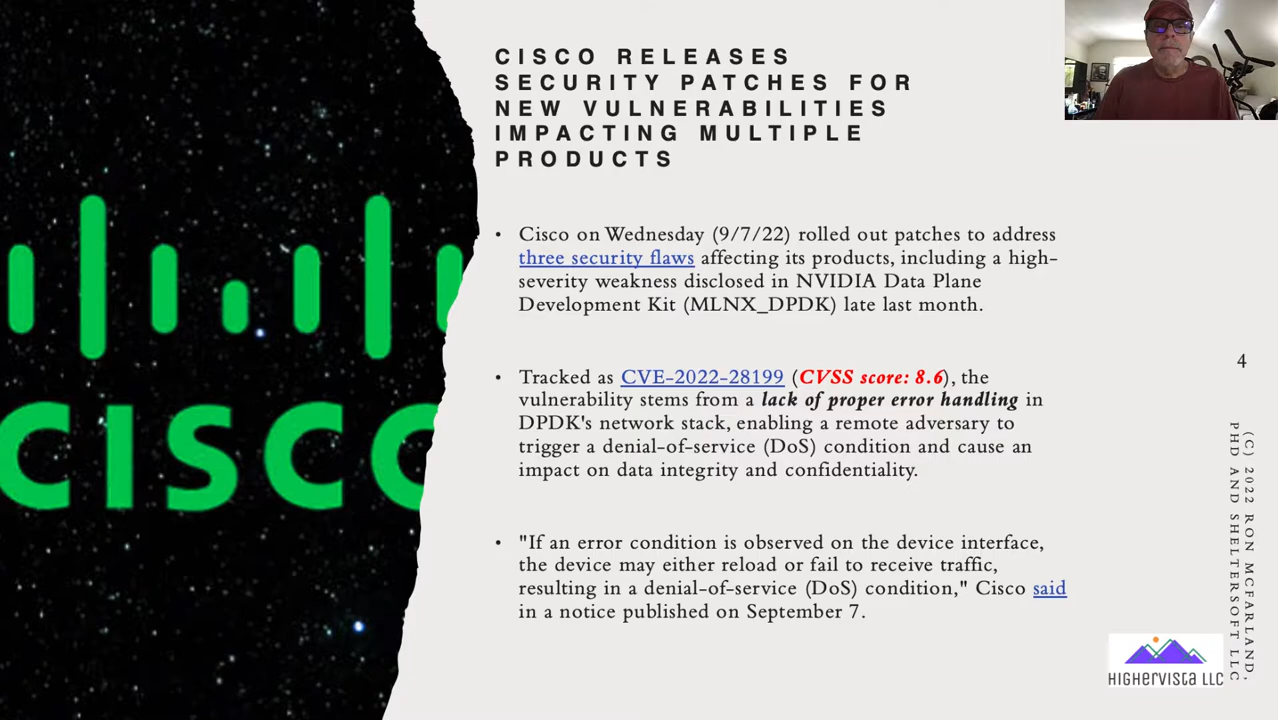 CISCO RELEASES
SECURITY PATCHES FOR
NEW VULNERABILITIES
IMPACTING MULTIPLE
PRODUCTS
• Cisco on Wednesday (9/7/22) rolled out patches to address
three security flaws affecting its products, including a high-
severity weakness disclosed in NVIDIA Data Plane
Development Kit (MLNX_DPDK) late last month.
• Tracked as CVE-2022-28199 (CVSS score: 8.6), the
vulnerability stems from a lack of proper error handling in
DPDK's network stack, enabling a remote adversary to
trigger a denial-of-service (DoS) condition and cause an
impact on data integrity and confidentiality.
• "If an error condition is observed on the device interface,
the device may either reload or fail to receive traffic,
resulting in a denial-of-service (DoS) condition," Cisco said
in a notice published on September 7.
CISCO
4
(C) 2022 RON MCFARLAND,
PHD AND SHELTERSOFT LLC
HIGHERVISTA LLC